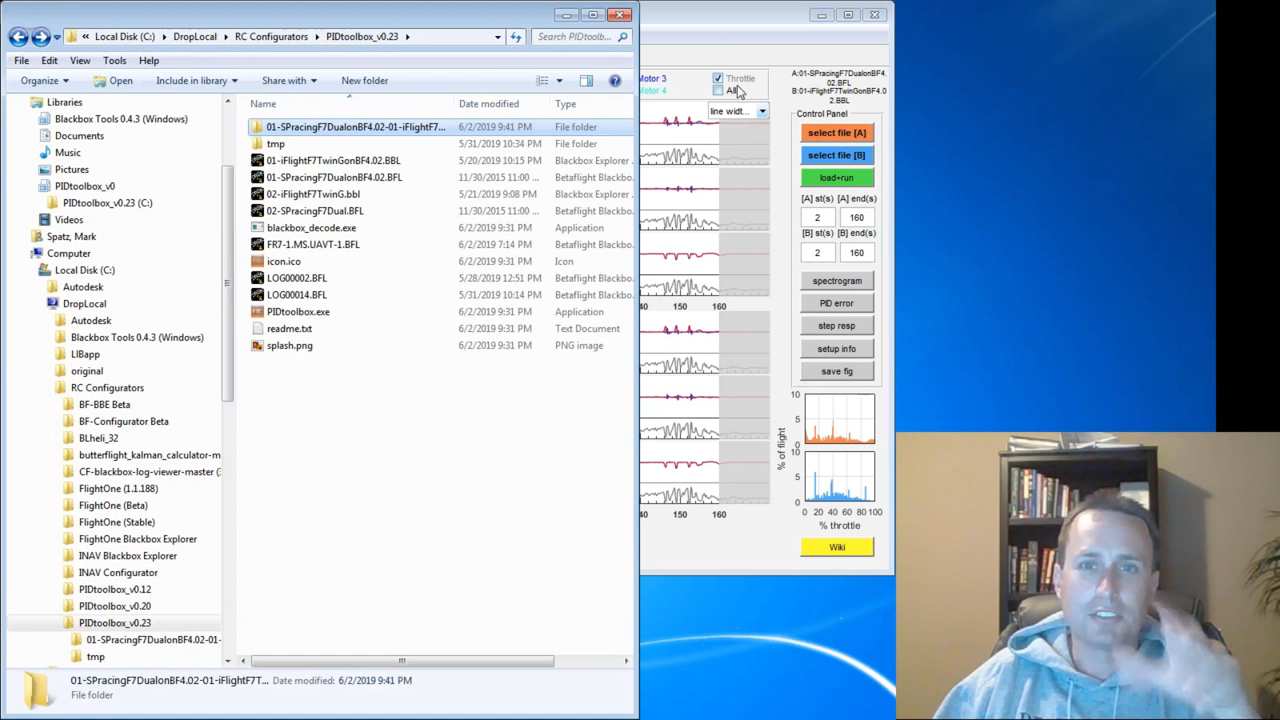 Local Disk (C:) ▸ DropLocal ▸ RC Configurators ▸ PIDtoolbox_v0.23 ▸
Search PIDtoolb...
File Edit View Tools Help
Organize Open Include in library Share with New folder
Libraries
Blackbox Tools 0.4.3 (Windows)
Documents
Music
Pictures
PIDtoolbox_v0
PIDtoolbox_v0.23 (C:)
Videos
Spatz, Mark
Computer
Local Disk (C:)
Autodesk
DropLocal
Autodesk
Blackbox Tools 0.4.3 (Windows)
LIBapp
original
RC Configurators
BF-BBE Beta
BF-Configurator Beta
BLheli_32
butterflight_kalman_calculator-m
CF-blackbox-log-viewer-master (3
FlightOne (1.1.188)
FlightOne (Beta)
FlightOne (Stable)
FlightOne Blackbox Explorer
INAV Blackbox Explorer
INAV Configurator
PIDtoolbox_v0.12
PIDtoolbox_v0.20
PIDtoolbox_v0.23
01-SPracingF7DualonBF4.02-01-
tmp
Name Date modified Type
01-SPracingF7DualonBF4.02-01-iFlightF7... 6/2/2019 9:41 PM File folder
tmp 5/31/2019 10:34 PM File folder
01-iFlightF7TwinGonBF4.02.BBL 6/2/2019 5:20 PM Blackbox Explorer
01-SPracingF7DualonBF4.02.BFL 11/30/2015 11:00 ... Betaflight Blackbo
02-iFlightF7TwinG.bbl 5/21/2019 9:08 PM Blackbox Explorer
02-SPracingF7Dual.BFL 11/30/2015 11:00 ... Betaflight Blackbo
blackbox_decode.exe 6/2/2019 9:31 PM Application
FR7-1.MS.UAVT-1.BFL 6/2/2019 7:14 PM Betaflight Blackbo
icon.ico 6/2/2019 9:31 PM Icon
LOG00002.BFL 5/28/2019 12:51 PM Betaflight Blackbo
LOG00014.BFL 5/31/2019 10:14 PM Betaflight Blackbo
PIDtoolbox.exe 6/2/2019 9:31 PM Application
readme.txt 6/2/2019 9:31 PM Text Document
splash.png 6/2/2019 9:31 PM PNG image
01-SPracingF7DualonBF4.02-01-iFlightF7T... Date modified: 6/2/2019 9:41 PM
File folder
Motor 3 Throttle
Motor 4 All
line widt...
140 150 160
150 160
A:01-SPracingF7DualonBF4.
02.BFL
B:01-iFlightF7TwinGonBF4.0
2.BBL
Control Panel
select file [A]
select file [B]
load+run
[A] st(s) [A] end(s)
2 160
[B] st(s) [B] end(s)
2 160
spectrogram
PID error
step resp
setup info
save fig
10
5
0
10
5
0
% of flight
0 20 40 60 80 100
% throttle
Wiki